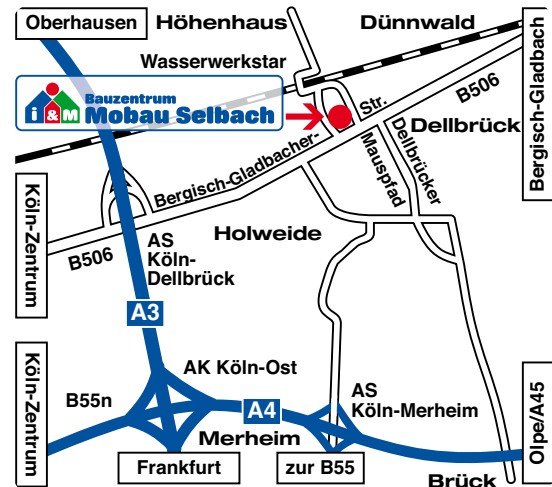 Oberhausen
Höhenhaus
Dünnwald
Wasserwerkstar
Bergisch-Gladbach
B506
i&M
Bauzentrum
Mobau Selbach
Str.
Dellbrück
Bergisch-Gladbacher-
Mauspfad
Dellbrücker
Köln-Zentrum
B506
Holweide
AS
Köln-
Dellbrück
A3
Köln-Zentrum
B55n
AK Köln-Ost
A4
AS
Köln-Merheim
Olpe/A45
Merheim
Frankfurt
zur B55
Brück